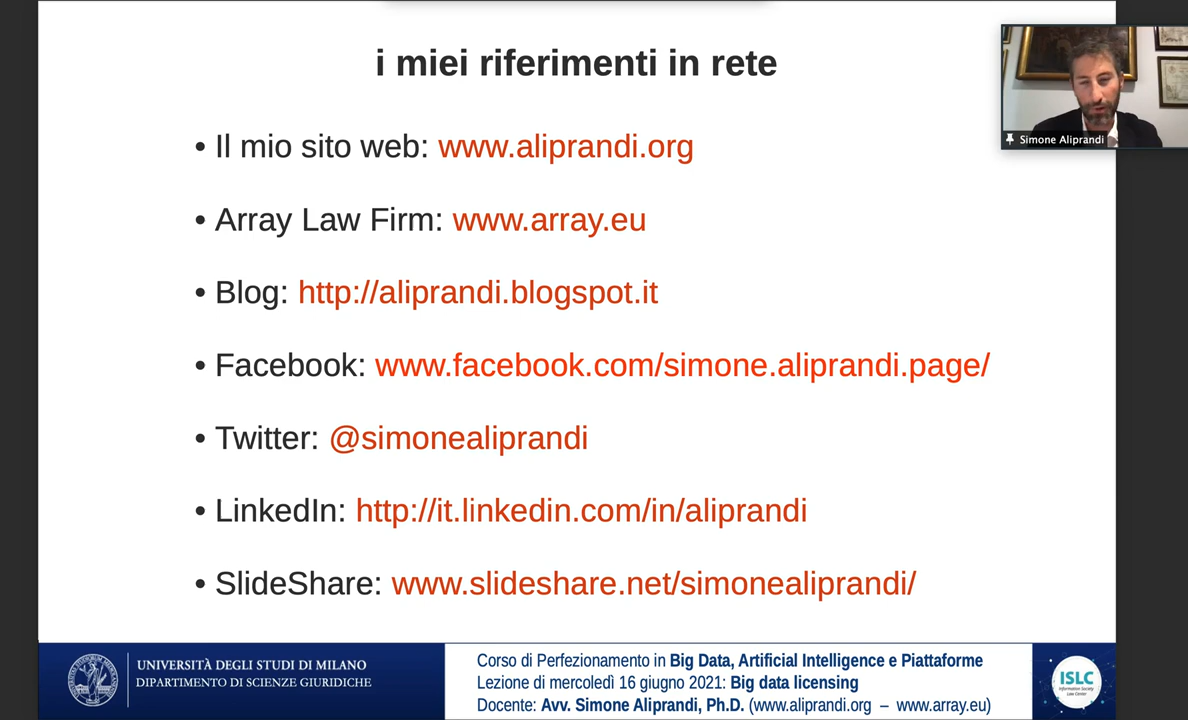 i miei riferimenti in rete
• Il mio sito web: www.aliprandi.org
• Array Law Firm: www.array.eu
• Blog: http://aliprandi.blogspot.it
• Facebook: www.facebook.com/simone.aliprandi.page/
• Twitter: @simonealiprandi
• LinkedIn: http://it.linkedin.com/in/aliprandi
• SlideShare: www.slideshare.net/simonealiprandi/
Simone Aliprandi
UNIVERSITÀ DEGLI STUDI DI MILANO
DIPARTIMENTO DI SCIENZE GIURIDICHE
Corso di Perfezionamento in Big Data, Artificial Intelligence e Piattaforme
Lezione di mercoledì 16 giugno 2021: Big data licensing
Docente: Avv. Simone Aliprandi, Ph.D. (www.aliprandi.org – www.array.eu)
ISLC
Information Society
Law Center